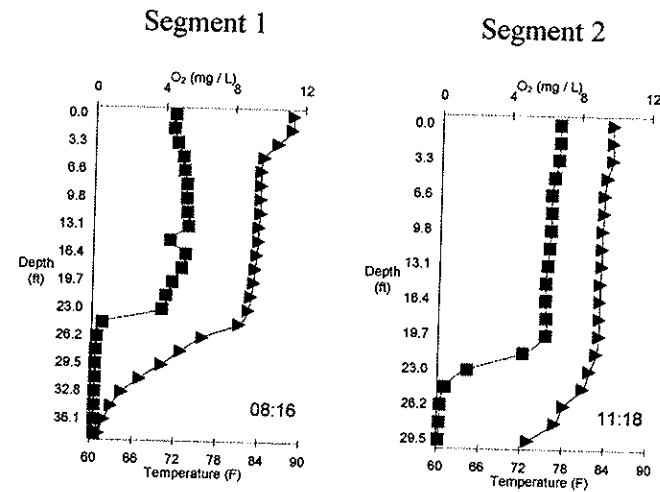 Segment 1
O₂ (mg / L)
0 4 8 12
0.0
3.3
6.6
9.8
13.1
16.4
Depth
(ft)
19.7
23.0
26.2
29.5
32.8
36.1
08:16
60 66 72 78 84 90
Temperature (F)
Segment 2
O₂ (mg / L)
0 4 8 12
0.0
3.3
6.6
9.8
13.1
Depth
(ft)
16.4
19.7
23.0
26.2
29.5
11:18
60 66 72 78 84 90
Temperature (F)